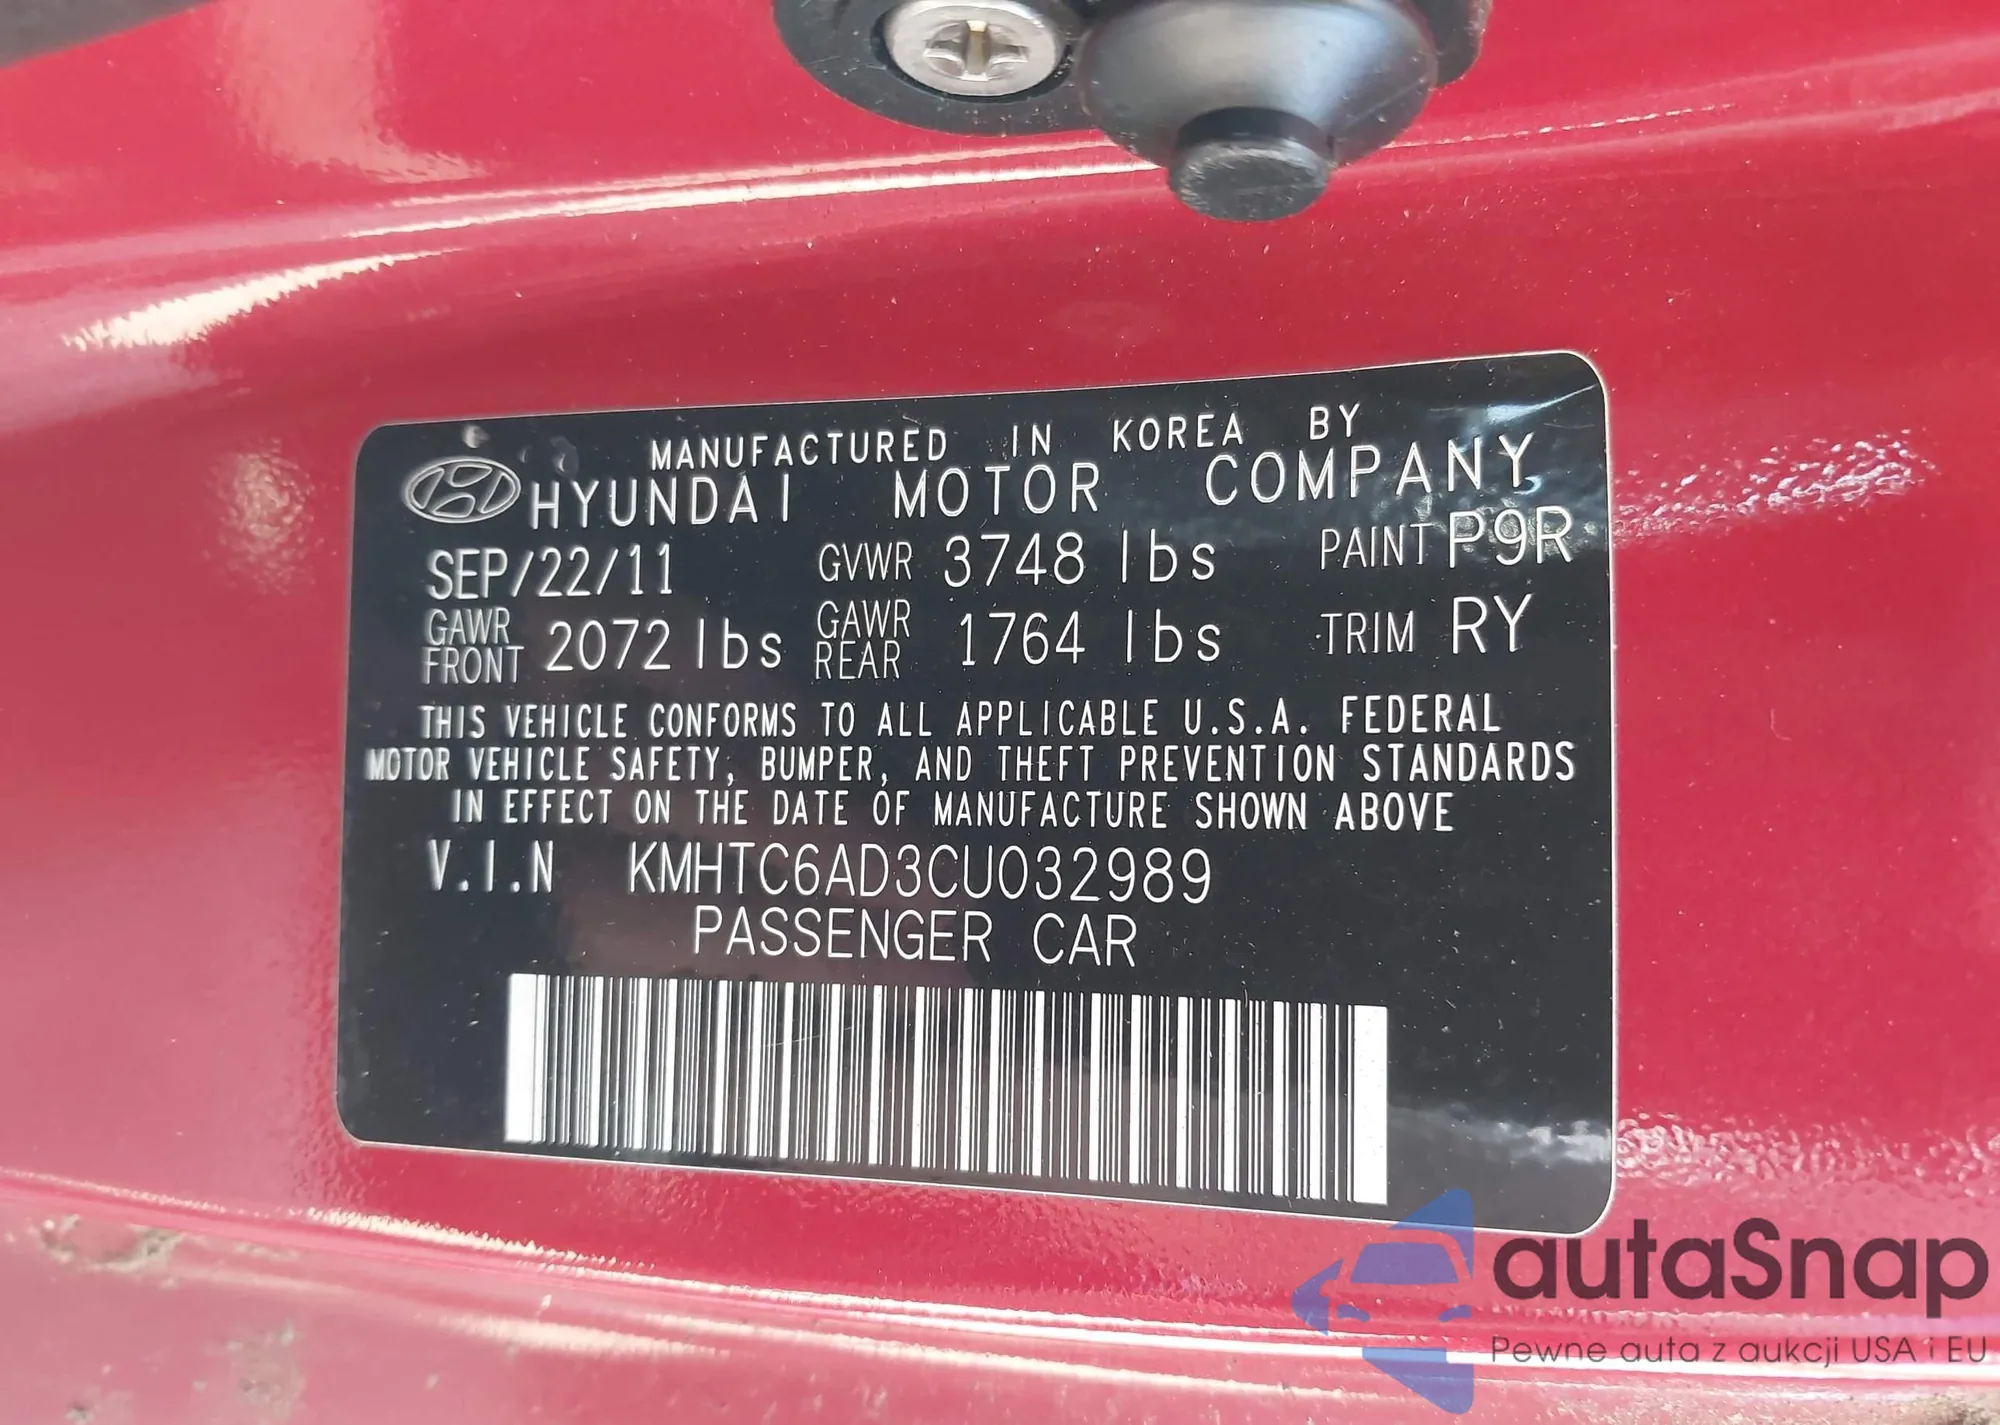 MANUFACTURED IN KOREA BY
HYUNDAI MOTOR COMPANY
SEP/22/11 GVWR 3748 lbs PAINT P9R
GAWR FRONT 2072 lbs GAWR REAR 1764 lbs TRIM RY
THIS VEHICLE CONFORMS TO ALL APPLICABLE U.S.A. FEDERAL
MOTOR VEHICLE SAFETY, BUMPER, AND THEFT PREVENTION STANDARDS
IN EFFECT ON THE DATE OF MANUFACTURE SHOWN ABOVE
V.I.N KMHTC6AD3CU032989
PASSENGER CAR
autaSnap
Pewne auta z aukcji USA i EU